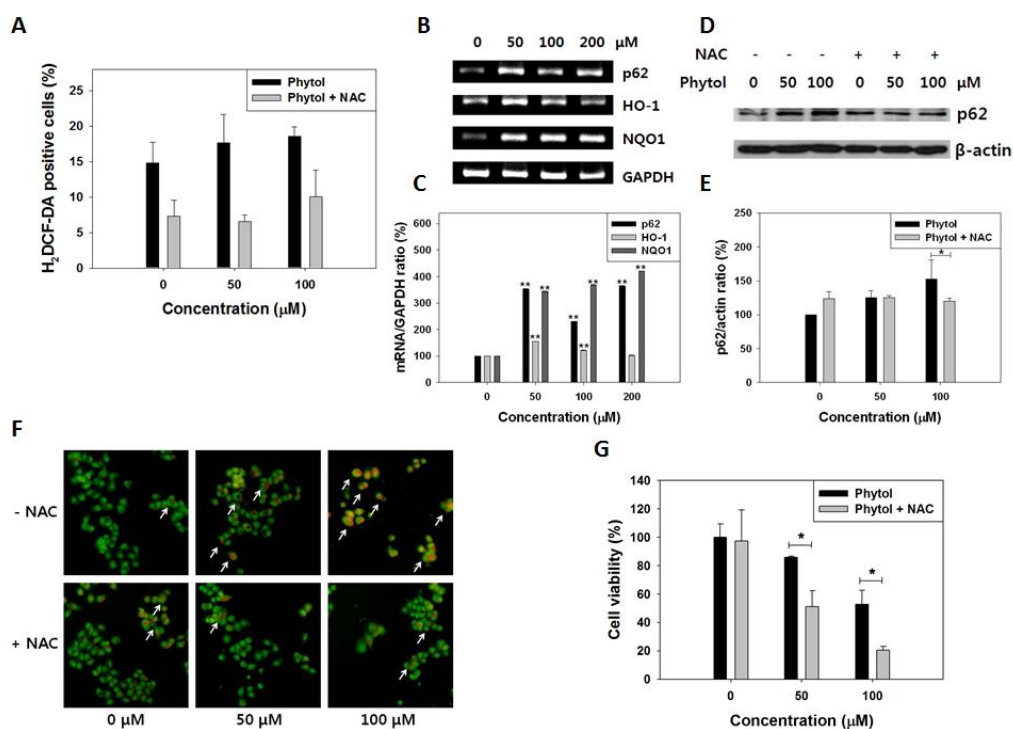 A
H2DCF-DA positive cells (%)
25
20
15
10
5
0
Phytol
Phytol + NAC
0 50 100
Concentration (μM)
B
0 50 100 200 μM
p62
HO-1
NQO1
GAPDH
C
mRNA/GAPDH ratio (%)
600
500
400
300
200
100
0
p62
HO-1
NQO1
** ** **
** ** **
** **
0 50 100 200
Concentration (μM)
D
NAC - - - + + +
Phytol 0 50 100 0 50 100 μM
p62
β-actin
E
p62/actin ratio (%)
250
200
150
100
50
0
Phytol
Phytol + NAC
*
0 50 100
Concentration (μM)
F
- NAC
+ NAC
0 μM 50 μM 100 μM
G
Cell viability (%)
140
120
100
80
60
40
20
0
Phytol
Phytol + NAC
*
*
0 50 100
Concentration (μM)